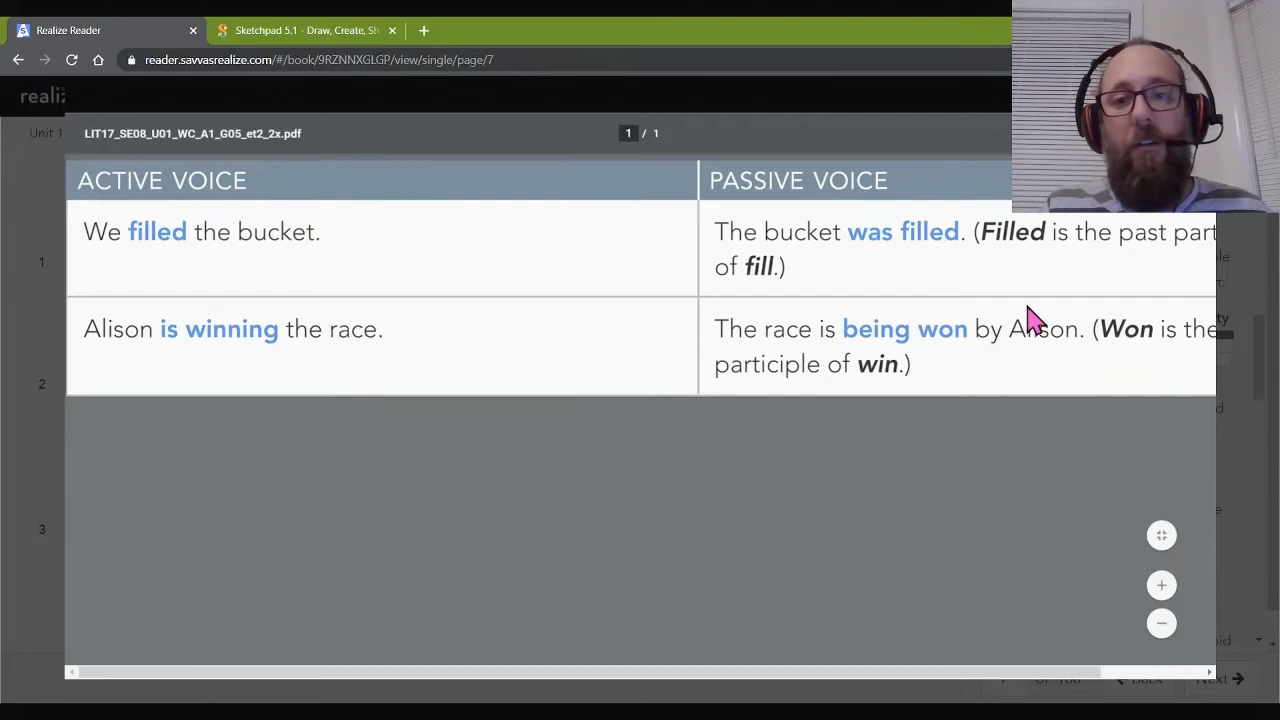 Realize Reader
Sketchpad 5.1 - Draw, Create, Sh
reader.savvasrealize.com/#/book/9RZNNXGLGP/view/single/page/7
realiz
Unit 1
LIT17_SE08_U01_WC_A1_G05_et2_2x.pdf
1 / 1
ACTIVE VOICE
PASSIVE VOICE
We filled the bucket.
The bucket was filled. (Filled is the past part
of fill.)
1
Alison is winning the race.
The race is being won by Alison. (Won is the
participle of win.)
2
3
Back
Next